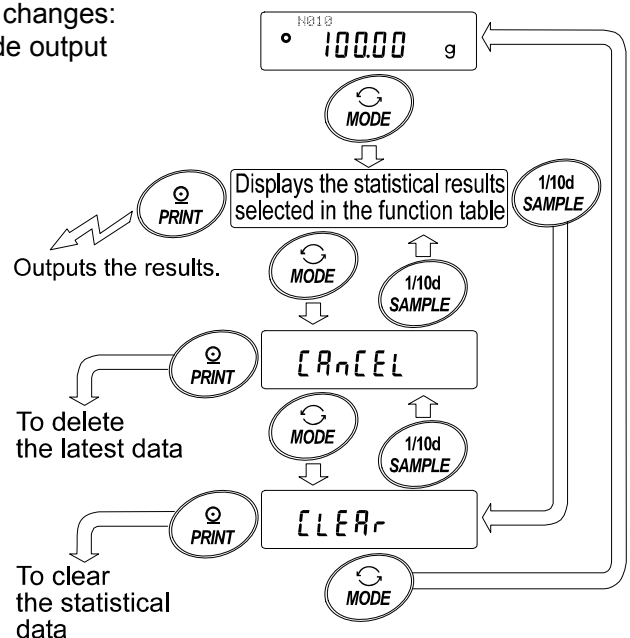 changes:
de output
N010
100.00 g
MODE
Displays the statistical results
selected in the function table
PRINT
1/10d
SAMPLE
Outputs the results.
MODE
1/10d
SAMPLE
PRINT
CAnCEL
To delete
the latest data
MODE
1/10d
SAMPLE
PRINT
CLEAr
To clear
the statistical
data
MODE